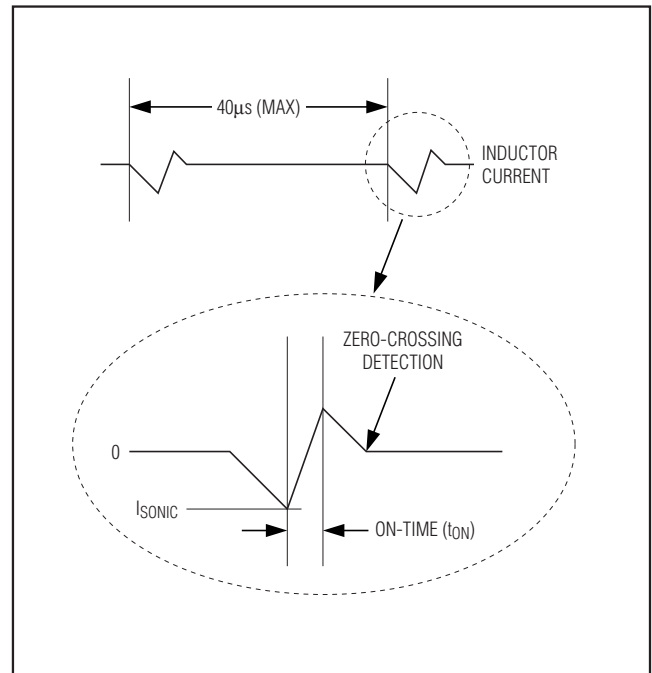 40μs (MAX)
INDUCTOR
CURRENT
ZERO-CROSSING
DETECTION
0
ISONIC
ON-TIME (tON)